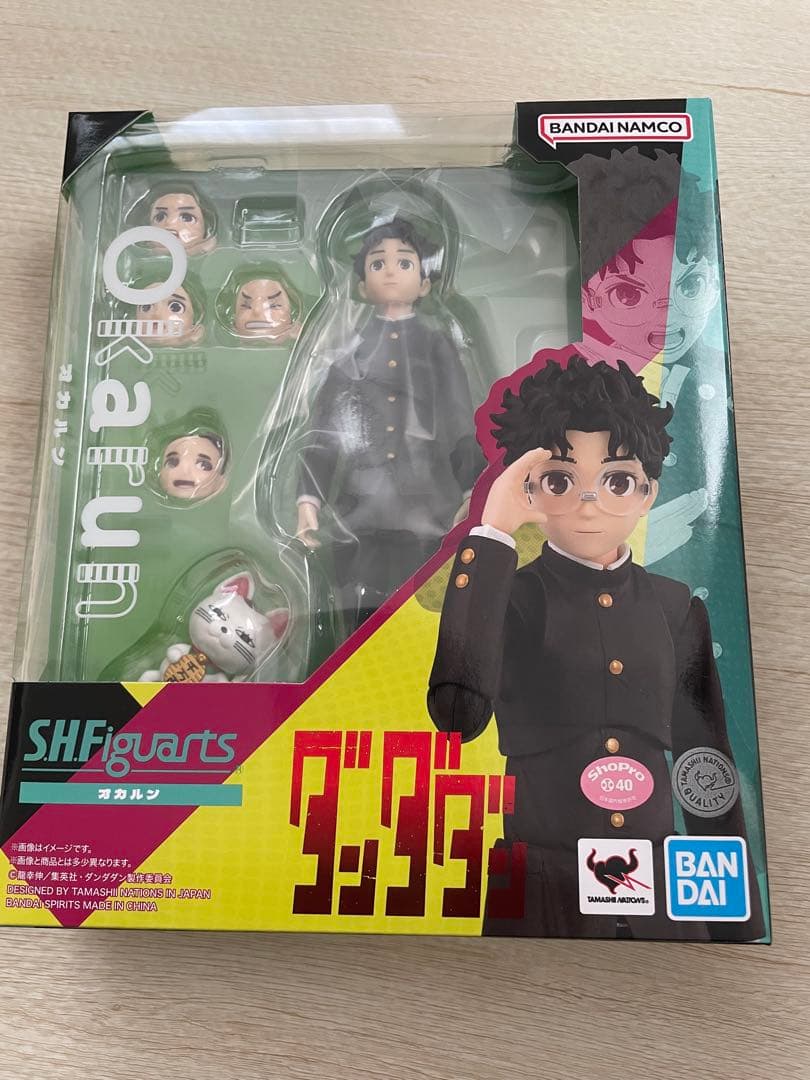 BANDAI NAMCO
Okarun
オカルン
S.H.Figuarts
オカルン
ダンダダン
※画像はイメージです。
※画像と商品とは多少異なります。
©龍幸伸／集英社・ダンダダン製作委員会
DESIGNED BY TAMASHII NATIONS IN JAPAN
BANDAI SPIRITS MADE IN CHINA
ShoPro
40
TAMASHII NATIONS
QUALITY
TAMASHII NATIONS®
BAN
DAI